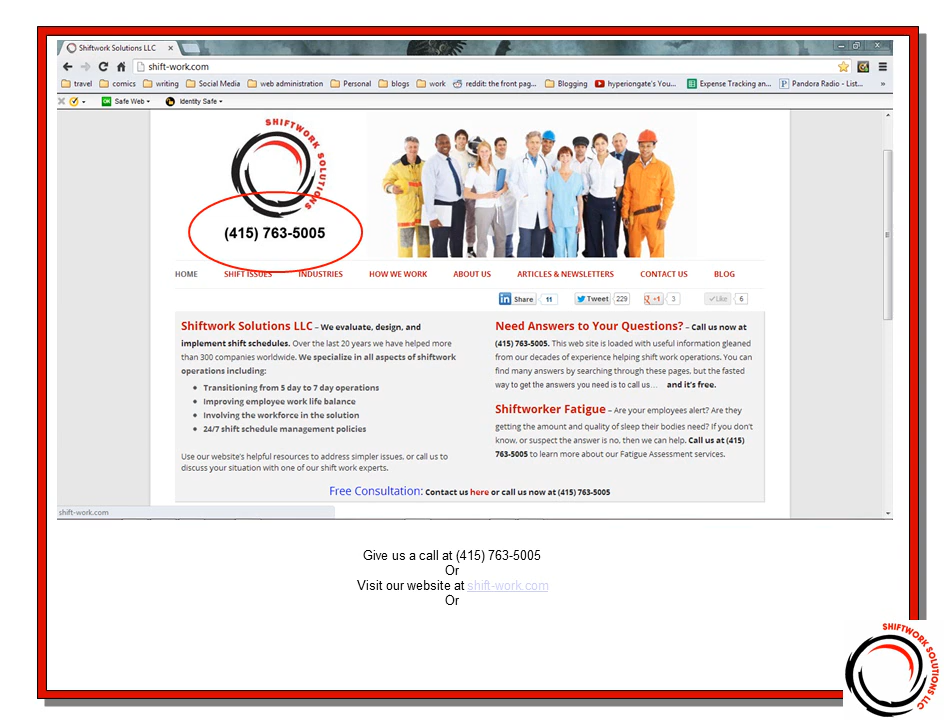 Shiftwork Solutions LLC
shift-work.com
travel comics writing Social Media web administration Personal blogs work reddit: the front pag... Blogging hyperiongate's You... Expense Tracking an... Pandora Radio - List... »
OK Safe Web Identity Safe
SHIFTWORK SOLUTIONS
(415) 763-5005
HOME SHIFT ISSUES INDUSTRIES HOW WE WORK ABOUT US ARTICLES & NEWSLETTERS CONTACT US BLOG
in Share 11 Tweet 229 g +1 3 Like 6
Shiftwork Solutions LLC – We evaluate, design, and
implement shift schedules. Over the last 20 years we have helped more
than 300 companies worldwide. We specialize in all aspects of shiftwork
operations including:
• Transitioning from 5 day to 7 day operations
• Improving employee work life balance
• Involving the workforce in the solution
• 24/7 shift schedule management policies
Use our website's helpful resources to address simpler issues, or call us to
discuss your situation with one of our shift work experts.
Need Answers to Your Questions? – Call us now at
(415) 763-5005. This web site is loaded with useful information gleaned
from our decades of experience helping shift work operations. You can
find many answers by searching through these pages, but the fasted
way to get the answers you need is to call us... and it's free.
Shiftworker Fatigue – Are your employees alert? Are they
getting the amount and quality of sleep their bodies need? If you don't
know, or suspect the answer is no, then we can help. Call us at (415)
763-5005 to learn more about our Fatigue Assessment services.
Free Consultation: Contact us here or call us now at (415) 763-5005
shift-work.com
Give us a call at (415) 763-5005
Or
Visit our website at shift-work.com
Or
SHIFTWORK SOLUTIONS LLC